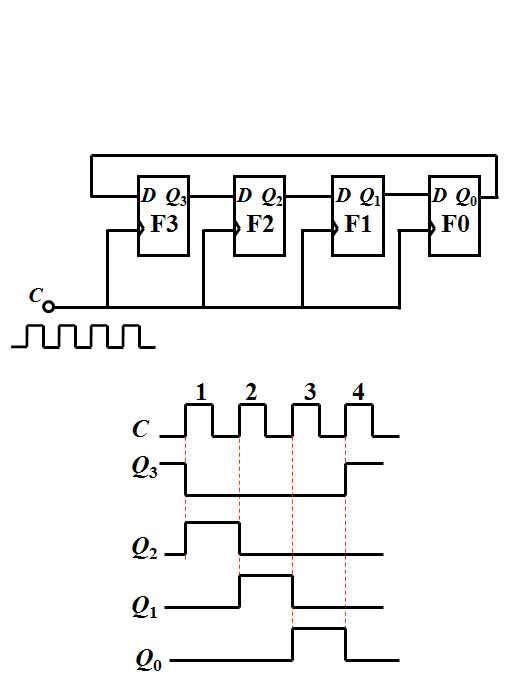 D Q₃ D Q₂ D Q₁ D Q₀
F3 F2 F1 F0
C
1 2 3 4
C
Q₃
Q₂
Q₁
Q₀